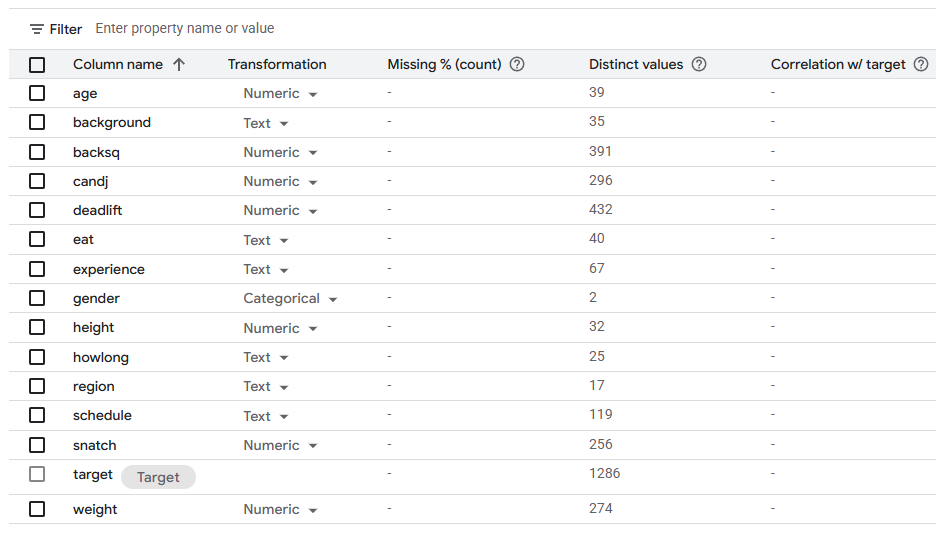 Filter Enter property name or value
Column name Transformation Missing % (count) Distinct values Correlation w/ target
age Numeric - 39 -
background Text - 35 -
backsq Numeric - 391 -
candj Numeric - 296 -
deadlift Numeric - 432 -
eat Text - 40 -
experience Text - 67 -
gender Categorical - 2 -
height Numeric - 32 -
howlong Text - 25 -
region Text - 17 -
schedule Text - 119 -
snatch Numeric - 256 -
target Target - 1286 -
weight Numeric - 274 -